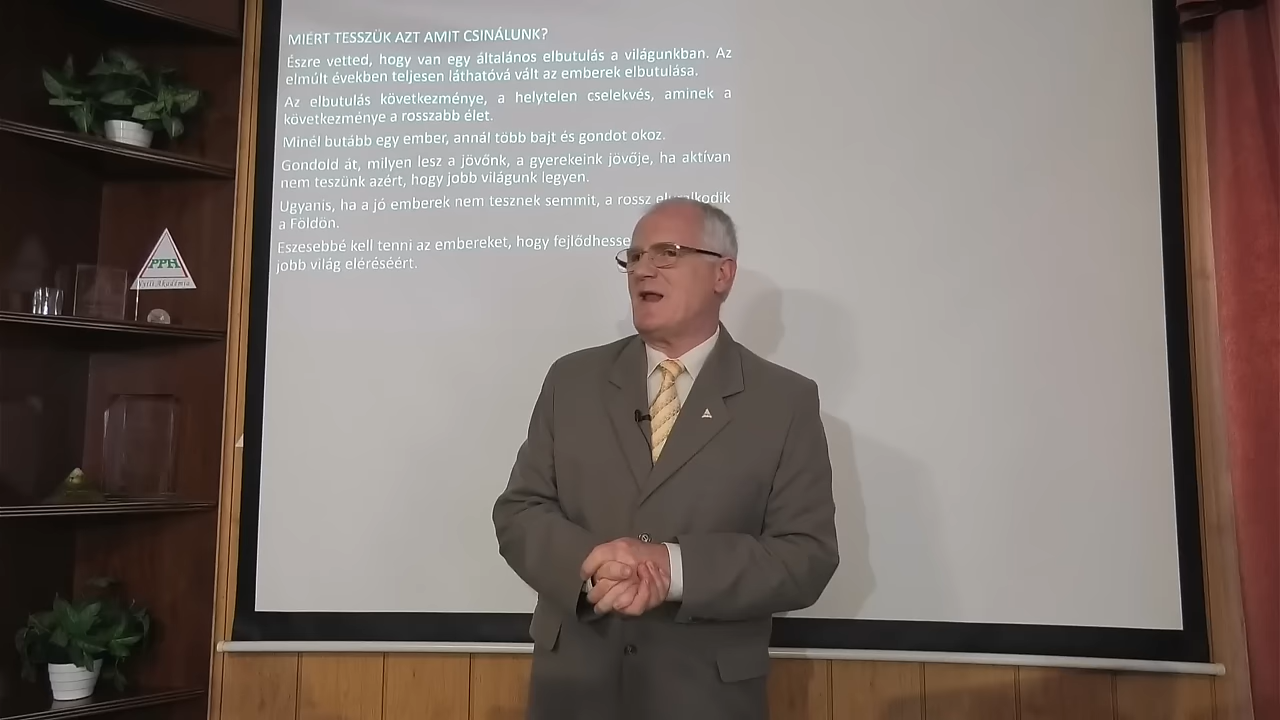 MIÉRT TESSZÜK AZT AMIT CSINÁLUNK?
Észre vetted, hogy van egy általános elbutulás a világunkban. Az
elmúlt években teljesen láthatóvá vált az emberek elbutulása.
Az elbutulás következménye, a helytelen cselekvés, aminek a
következménye a rosszabb élet.
Minél butább egy ember, annál több bajt és gondot okoz.
Gondold át, milyen lesz a jövőnk, a gyerekeink jövője, ha aktívan
nem teszünk azért, hogy jobb világunk legyen.
Ugyanis, ha a jó emberek nem tesznek semmit, a rossz eluralkodik
a Földön.
Eszesebbé kell tenni az embereket, hogy fejlődhesse
jobb világ eléréséért.
PPH
Nyílt Akadémia